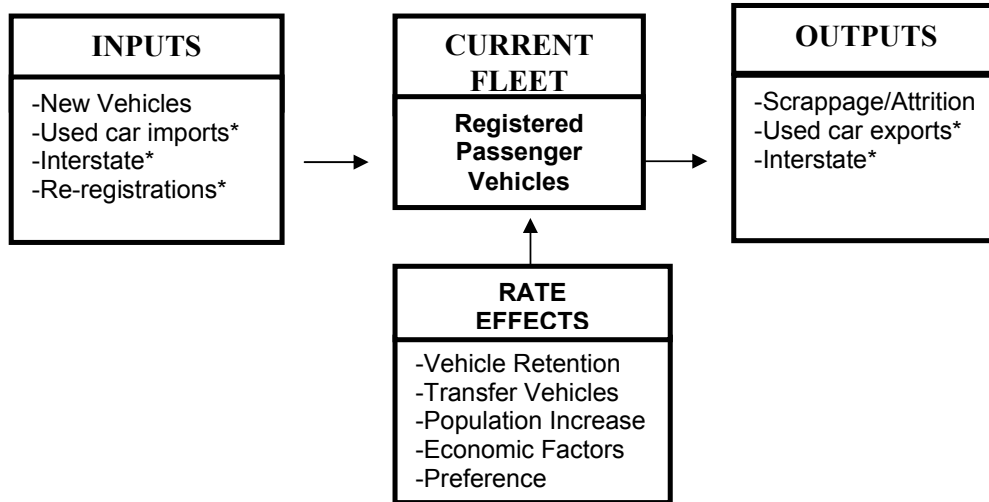 INPUTS
-New Vehicles
-Used car imports*
-Interstate*
-Re-registrations*
CURRENT
FLEET
Registered
Passenger
Vehicles
OUTPUTS
-Scrappage/Attrition
-Used car exports*
-Interstate*
RATE
EFFECTS
-Vehicle Retention
-Transfer Vehicles
-Population Increase
-Economic Factors
-Preference